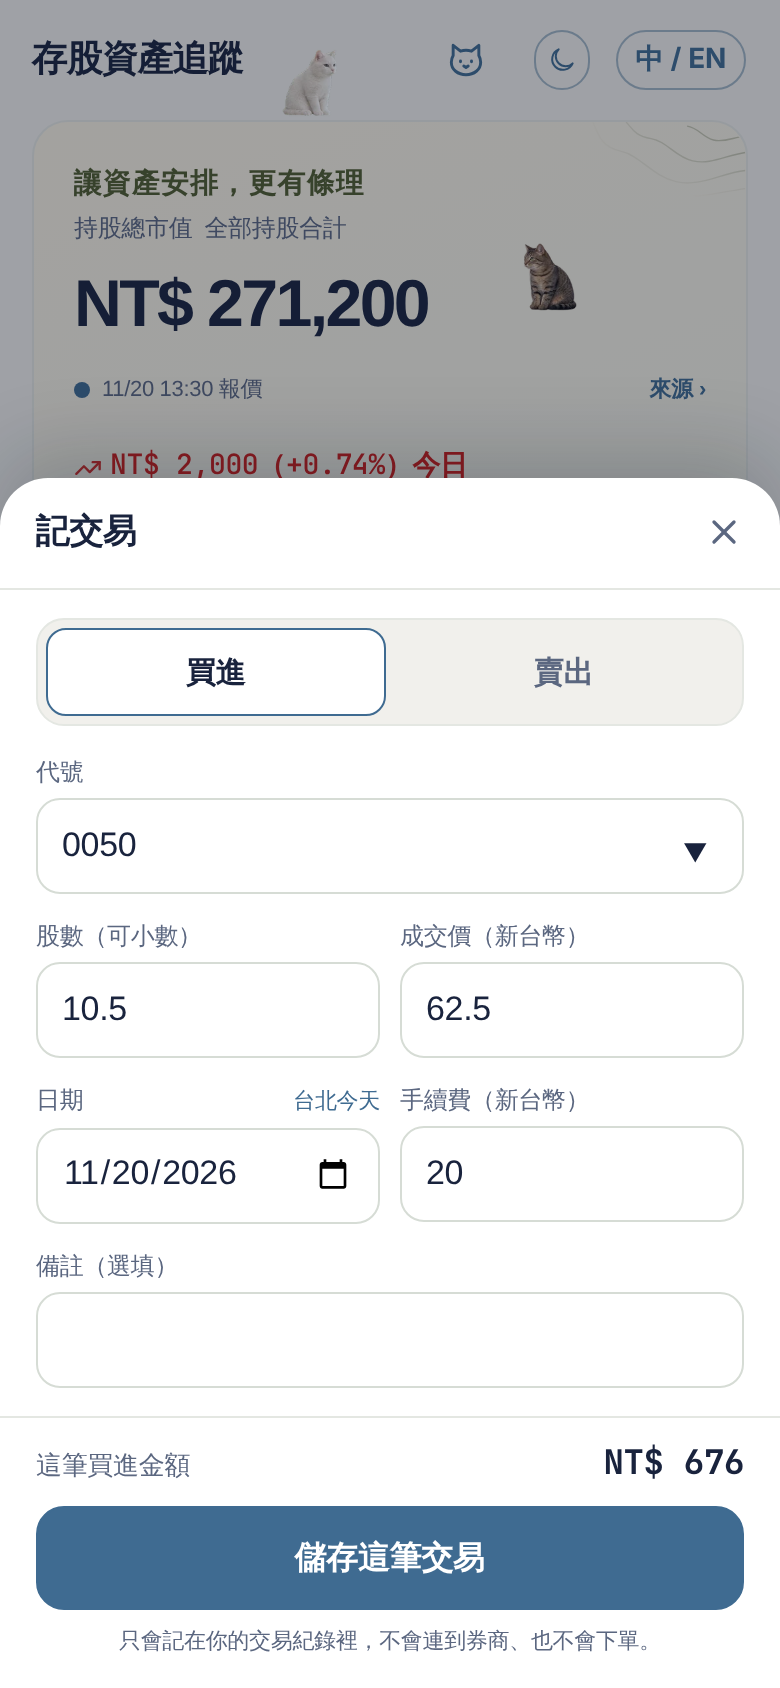 存股資產追蹤
中 / EN
讓資產安排，更有條理
持股總市值 全部持股合計
NT$ 271,200
11/20 13:30 報價
來源 ›
NT$ 2,000 (+0.74%) 今日
記交易
買進
賣出
代號
0050
股數（可小數）
成交價（新台幣）
10.5
62.5
日期
台北今天
手續費（新台幣）
11/20/2026
20
備註（選填）
這筆買進金額
NT$ 676
儲存這筆交易
只會記在你的交易紀錄裡，不會連到券商、也不會下單。